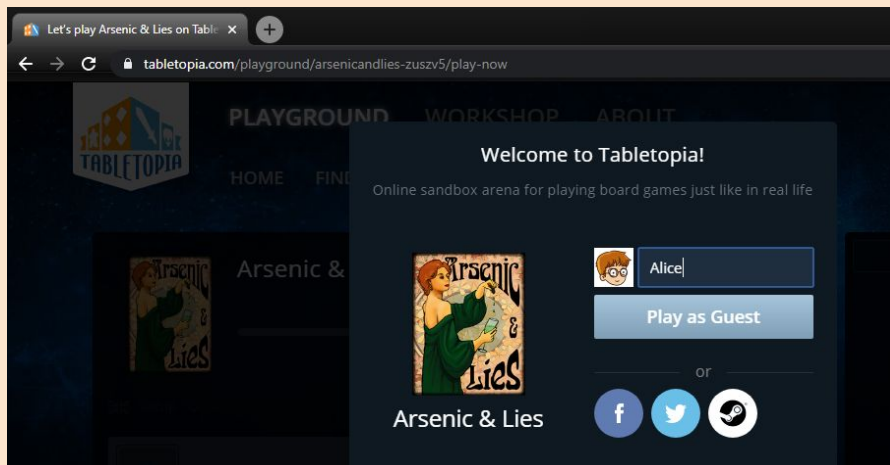 Let's play Arsenic & Lies on Table
tabletopia.com/playground/arsenicandlies-zuszv5/play-now
TABLETOPIA
PLAYGROUND WORKSHOP ABOUT
HOME FIND
Welcome to Tabletopia!
Online sandbox arena for playing board games just like in real life
Arsenic & Lies
Arsenic &
Arsenic & Lies
Alice
Play as Guest
or
Arsenic & Lies